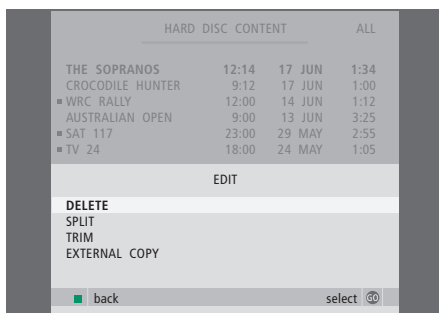 HARD DISC CONTENT ALL
THE SOPRANOS 12:14 17 JUN 1:34
CROCODILE HUNTER 9:12 17 JUN 1:00
WRC RALLY 12:00 14 JUN 1:12
AUSTRALIAN OPEN 9:00 13 JUN 3:25
SAT 117 23:00 29 MAY 2:55
TV 24 18:00 24 MAY 1:05
EDIT
DELETE
SPLIT
TRIM
EXTERNAL COPY
back select GO